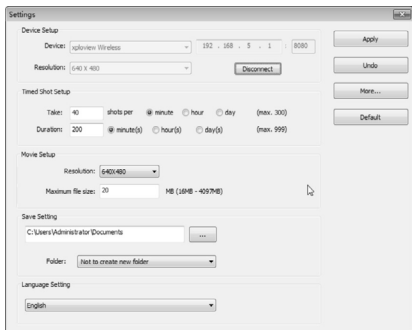 Settings
Device Setup
Device: xploview Wireless 192 . 168 . 5 . 1 : 8080
Resolution: 640 X 480 Disconnect
Timed Shot Setup
Take: 40 shots per minute hour day (max. 300)
Duration: 200 minute(s) hour(s) day(s) (max. 999)
Movie Setup
Resolution: 640X480
Maximum file size: 20 MB (16MB - 4097MB)
Save Setting
C:\Users\Administrator\Documents ...
Folder: Not to create new folder
Language Setting
English
Apply
Undo
More...
Default